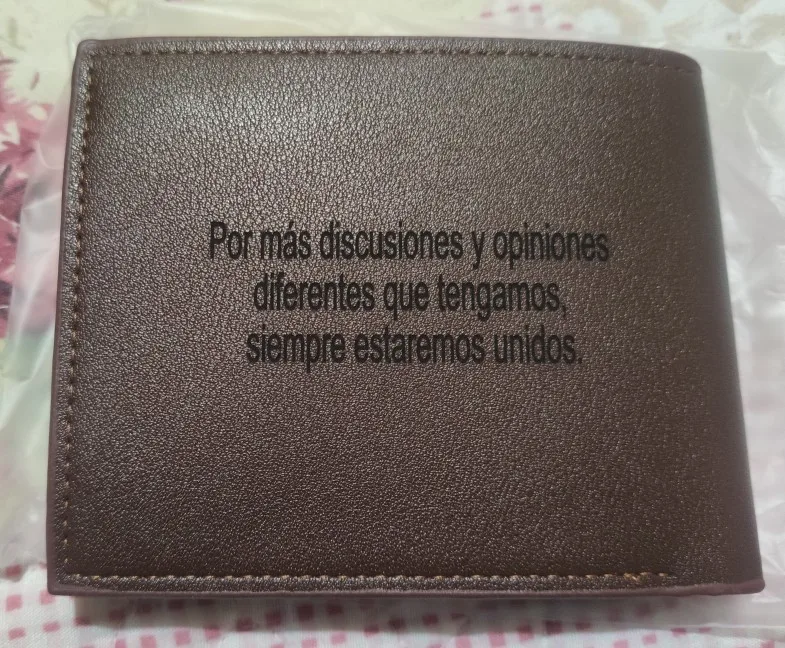 Por más discusiones y opiniones
diferentes que tengamos,
siempre estaremos unidos.